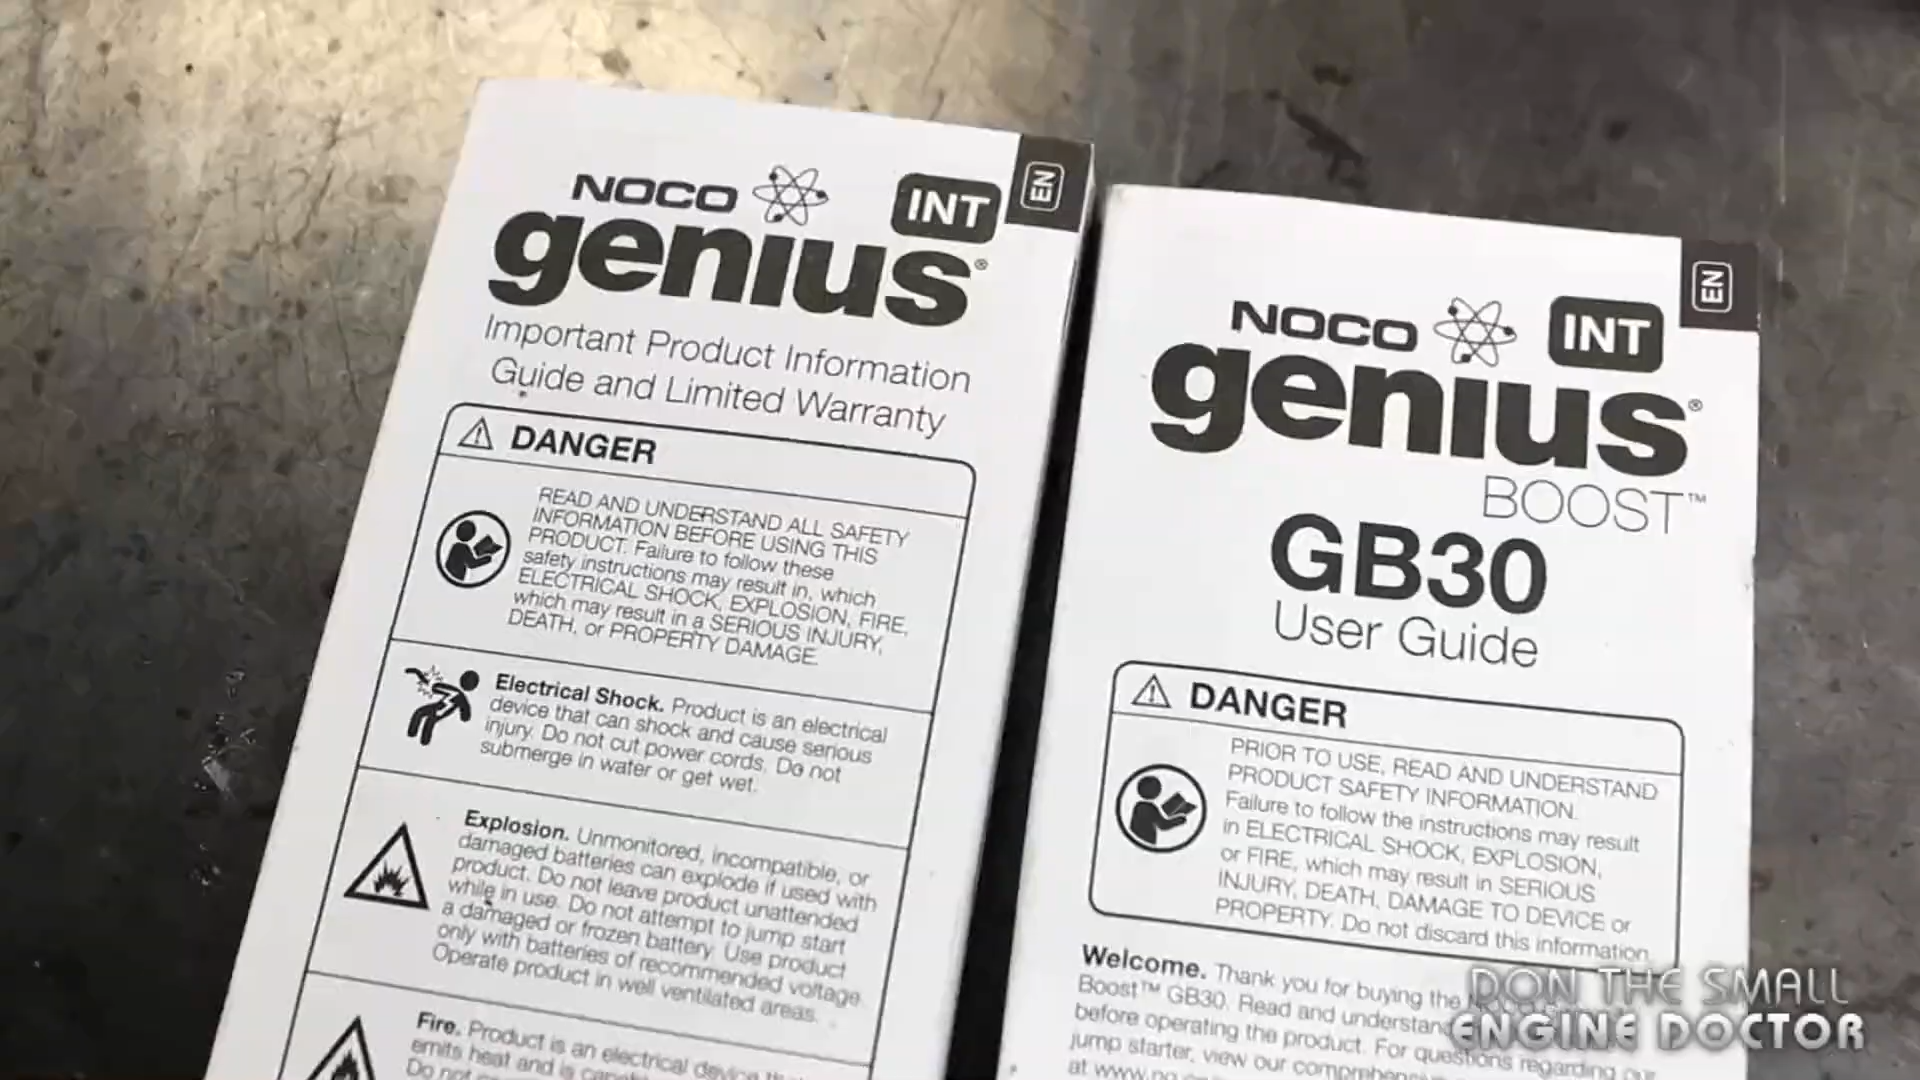 NOCO
genius®
INT
EN
Important Product Information
Guide and Limited Warranty
DANGER
READ AND UNDERSTAND ALL SAFETY
INFORMATION BEFORE USING THIS
PRODUCT. Failure to follow these
safety instructions may result in, which
ELECTRICAL SHOCK, EXPLOSION, FIRE,
which may result in a SERIOUS INJURY,
DEATH, or PROPERTY DAMAGE.
Electrical Shock. Product is an electrical
device that can shock and cause serious
injury. Do not cut power cords. Do not
submerge in water or get wet.
Explosion. Unmonitored, incompatible, or
damaged batteries can explode if used with
product. Do not leave product unattended
while in use. Do not attempt to jump start
a damaged or frozen battery. Use product
only with batteries of recommended voltage.
Operate product in well ventilated areas.
Fire. Product is an electrical device
emits heat and is
Do not
NOCO
genius®
INT
EN
BOOST™
GB30
User Guide
DANGER
PRIOR TO USE, READ AND UNDERSTAND
PRODUCT SAFETY INFORMATION.
Failure to follow the instructions may result
in ELECTRICAL SHOCK, EXPLOSION,
or FIRE, which may result in SERIOUS
INJURY, DEATH, DAMAGE TO DEVICE or
PROPERTY. Do not discard this information.
Welcome. Thank you for buying the
Boost™ GB30. Read and
before operating the product. For questions regarding our
jump starter, view our
at
DON THE SMALL
ENGINE DOCTOR